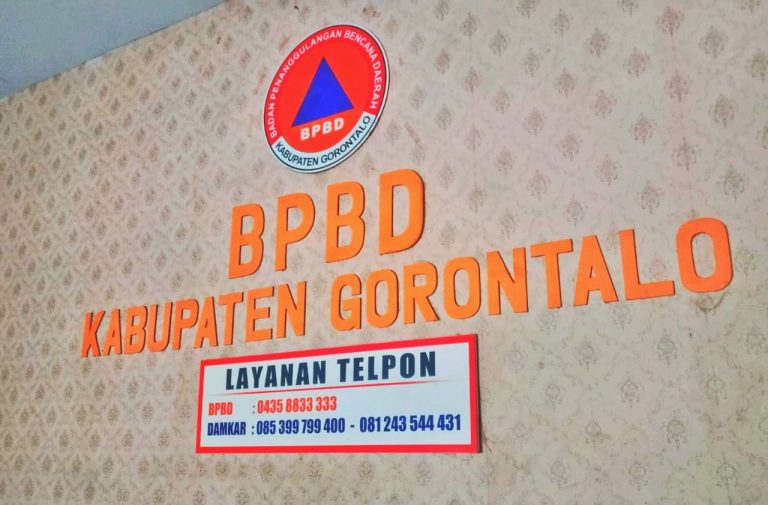 BADAN PENANGGULANGAN BENCANA DAERAH
BPBD
KABUPATEN GORONTALO
BPBD
KABUPATEN GORONTALO
LAYANAN TELPON
BPBD : 0435 8833 333
DAMKAR : 085 399 799 400 - 081 243 544 431